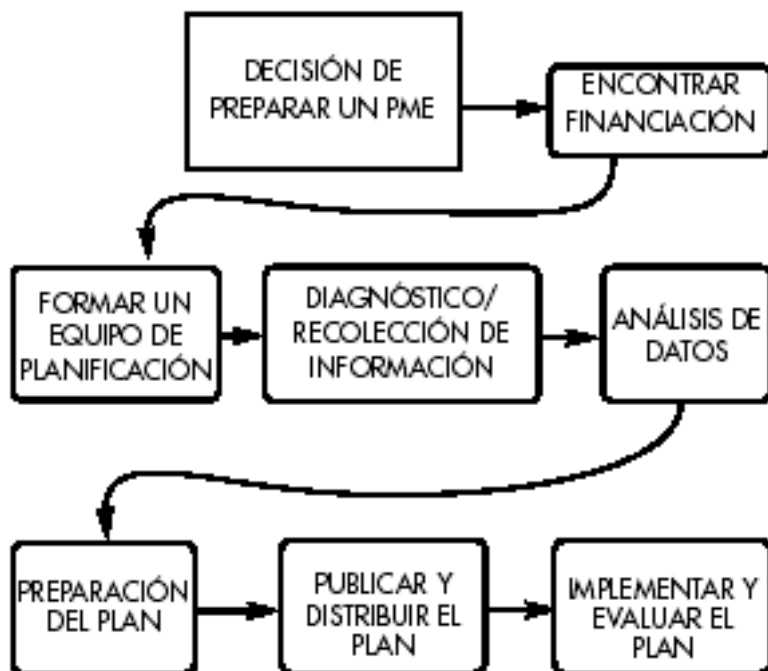 DECISIÓN DE
PREPARAR UN PME
ENCONTRAR
FINANCIACIÓN
FORMAR UN
EQUIPO DE
PLANIFICACIÓN
DIAGNÓSTICO/
RECOLECCIÓN DE
INFORMACIÓN
ANÁLISIS DE
DATOS
PREPARACIÓN
DEL PLAN
PUBLICAR Y
DISTRIBUIR EL
PLAN
IMPLEMENTAR Y
EVALUAR EL
PLAN